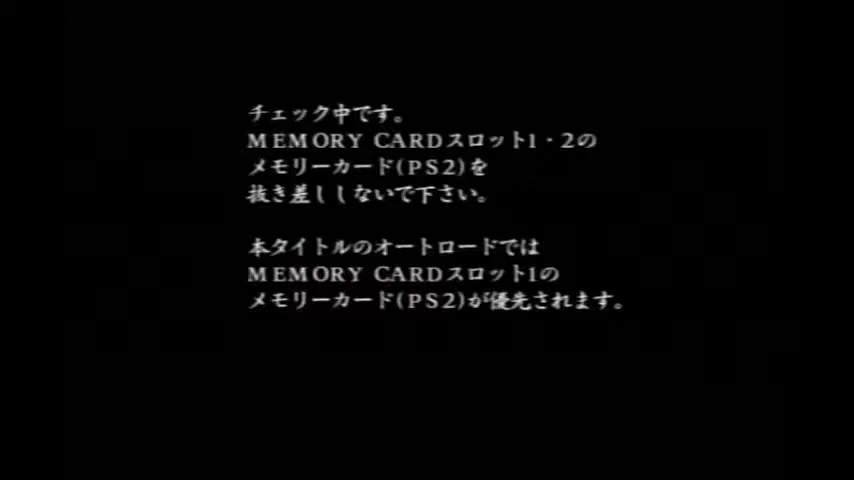 チェック中です。
MEMORY CARDスロット1・2の
メモリーカード(PS2)を
抜き差ししないで下さい。
本タイトルのオートロードでは
MEMORY CARDスロット1の
メモリーカード(PS2)が優先されます。